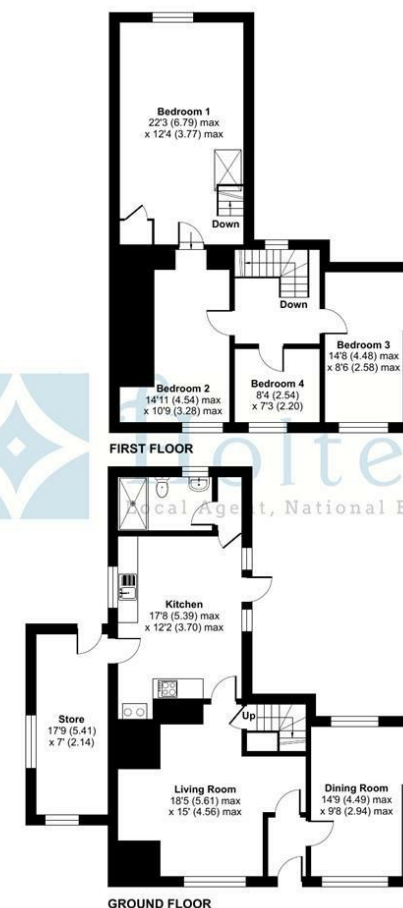 Bedroom 1
22'3 (6.79) max
x 12'4 (3.77) max
Down
Down
Bedroom 2
14'11 (4.54) max
x 10'9 (3.28) max
Bedroom 4
8'4 (2.54)
x 7'3 (2.20)
Bedroom 3
14'8 (4.48) max
x 8'6 (2.58) max
FIRST FLOOR
Local Agent, National
Kitchen
17'8 (5.39) max
x 12'2 (3.70) max
Store
17'9 (5.41)
x 7' (2.14)
Up
Living Room
18'5 (5.61) max
x 15' (4.56) max
Dining Room
14'9 (4.49) max
x 9'8 (2.94) max
GROUND FLOOR